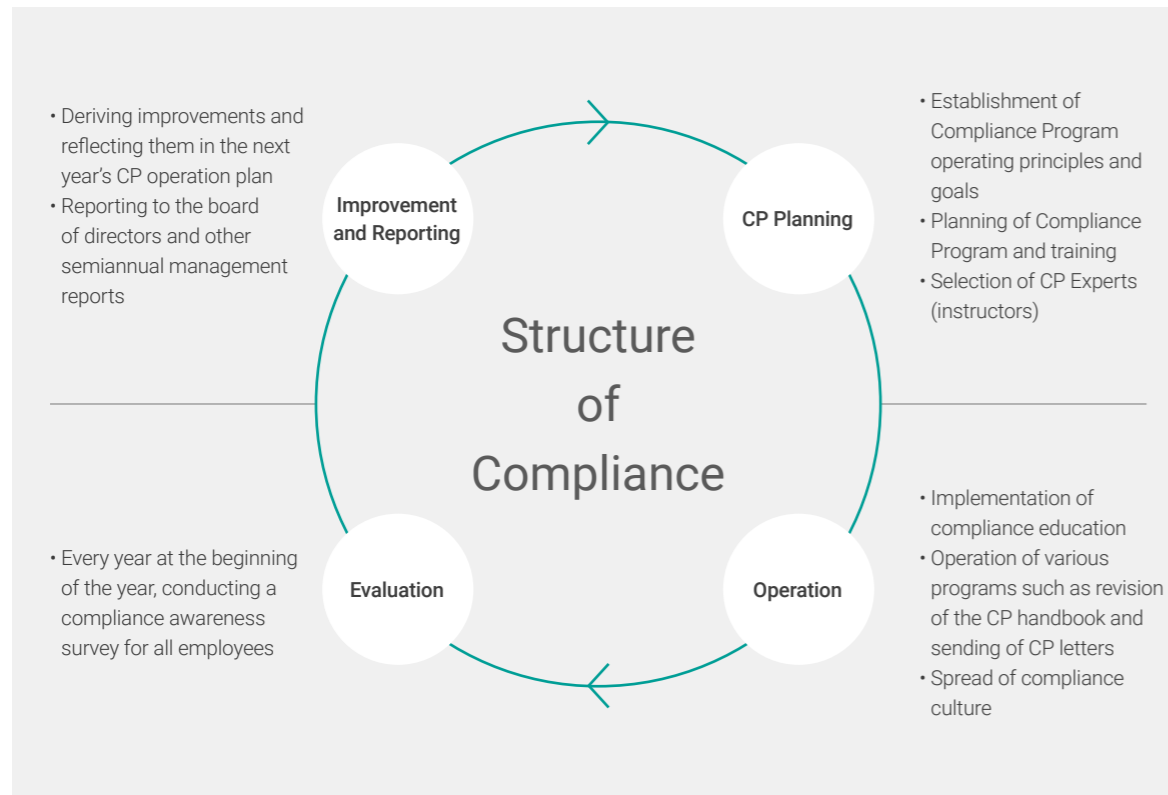 • Deriving improvements and
reflecting them in the next
year's CP operation plan
• Reporting to the board
of directors and other
semiannual management
reports
Improvement
and Reporting
CP Planning
• Establishment of
Compliance Program
operating principles and
goals
• Planning of Compliance
Program and training
• Selection of CP Experts
(instructors)
Structure
of
Compliance
• Every year at the beginning
of the year, conducting a
compliance awareness
survey for all employees
Evaluation
Operation
• Implementation of
compliance education
• Operation of various
programs such as revision
of the CP handbook and
sending of CP letters
• Spread of compliance
culture